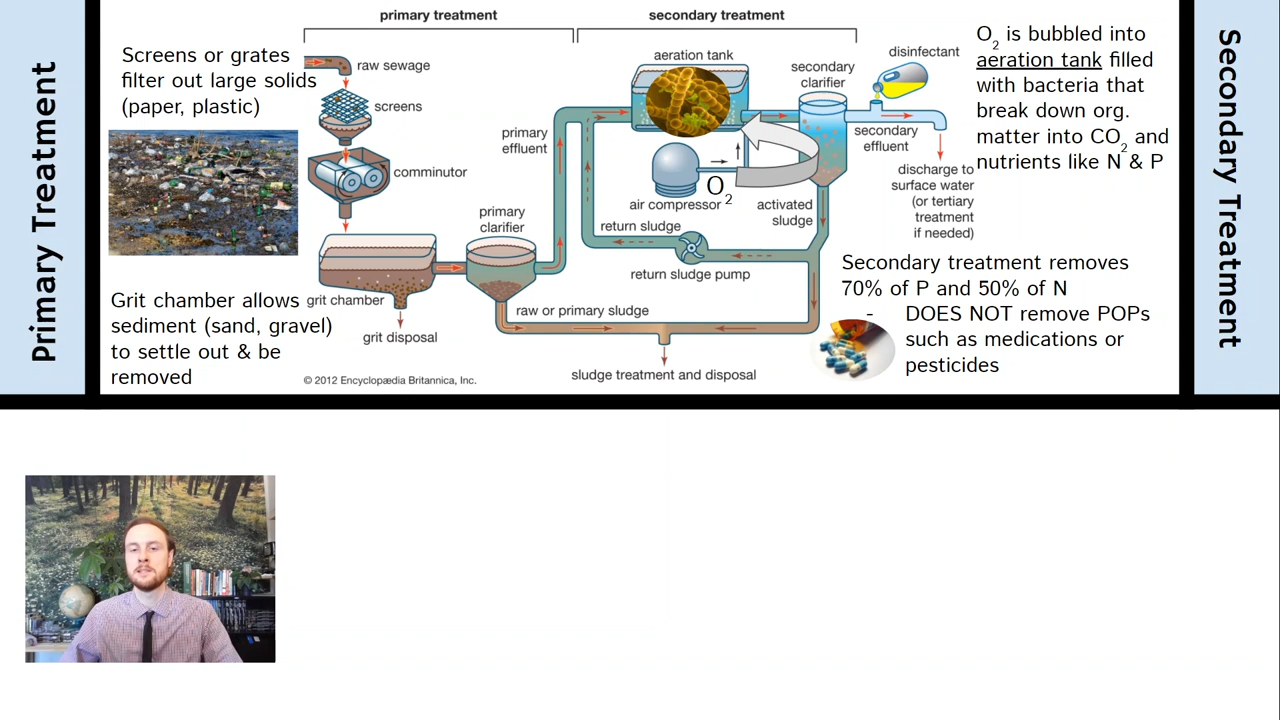 Primary Treatment
Screens or grates
filter out large solids
(paper, plastic)
Grit chamber allows
sediment (sand, gravel)
to settle out & be
removed
primary treatment
secondary treatment
raw sewage
screens
comminutor
grit chamber
grit disposal
primary
clarifier
primary
effluent
raw or primary sludge
sludge treatment and disposal
aeration tank
air compressor
O2
return sludge
return sludge pump
activated
sludge
secondary
clarifier
disinfectant
secondary
effluent
discharge to
surface water
(or tertiary
treatment
if needed)
© 2012 Encyclopædia Britannica, Inc.
O2 is bubbled into
aeration tank filled
with bacteria that
break down org.
matter into CO2 and
nutrients like N & P
Secondary treatment removes
70% of P and 50% of N
- DOES NOT remove POPs
such as medications or
pesticides
Secondary Treatment